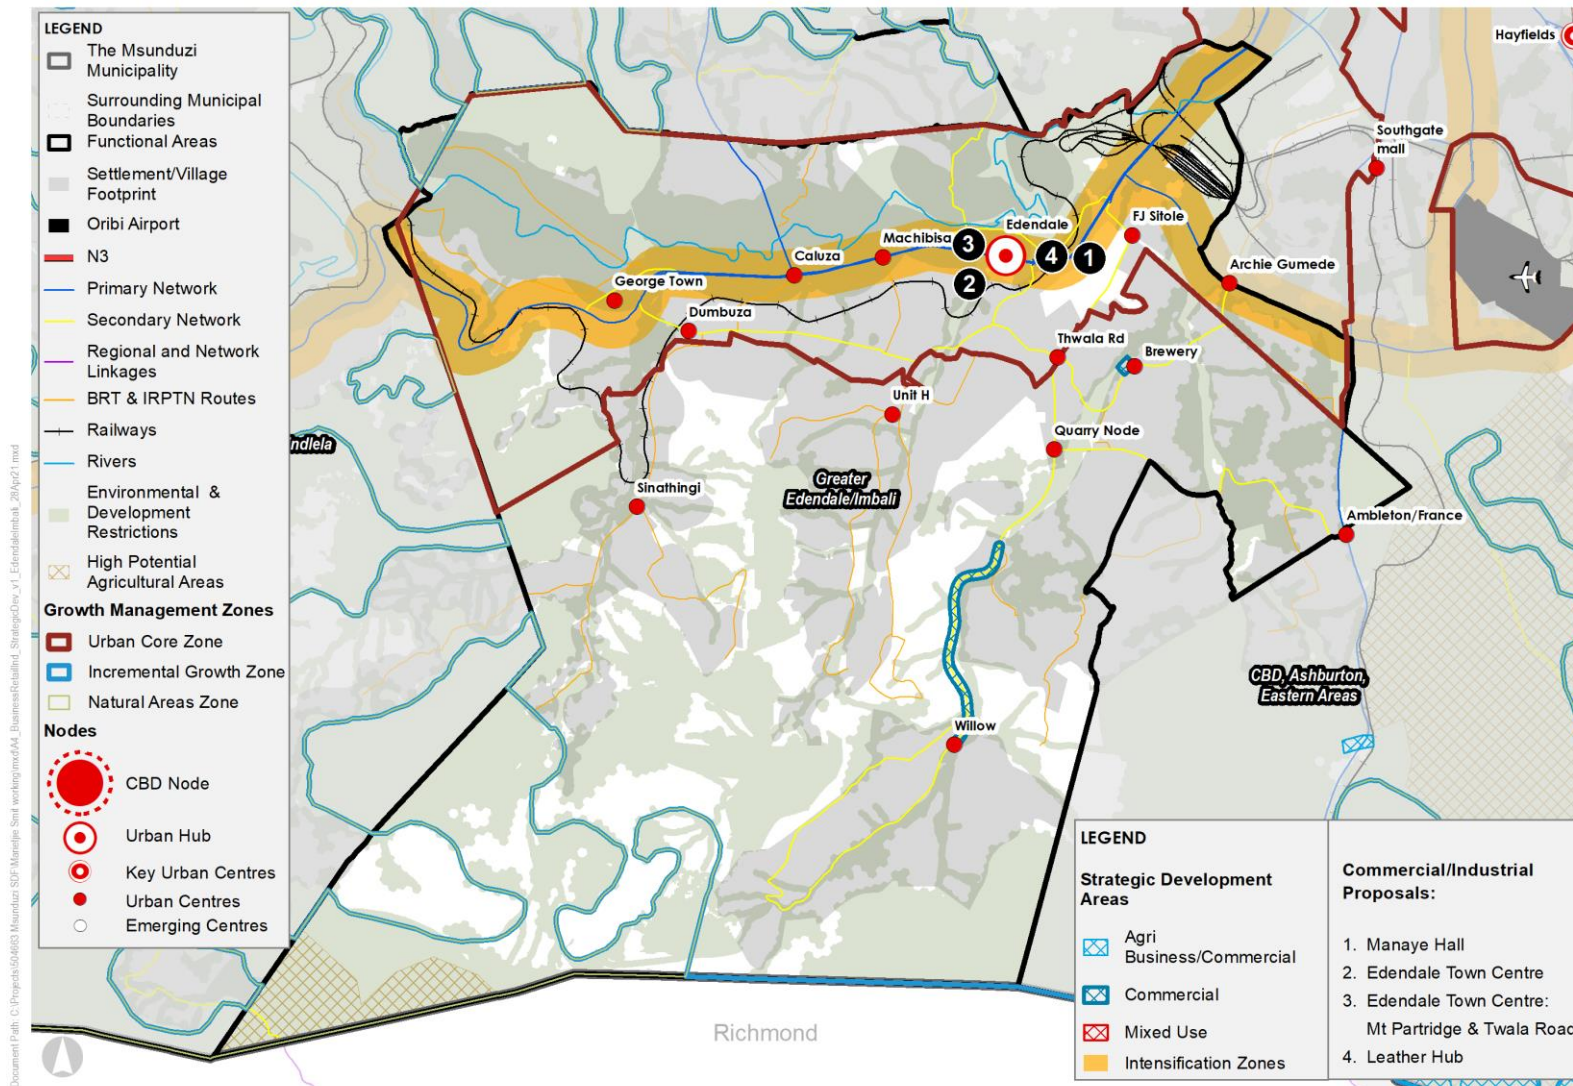 LEGEND
The Msunduzi
Municipality
Surrounding Municipal
Boundaries
Functional Areas
Settlement/Village
Footprint
Oribi Airport
N3
Primary Network
Secondary Network
Regional and Network
Linkages
BRT & IRPTN Routes
Railways
Rivers
Environmental &
Development
Restrictions
High Potential
Agricultural Areas
Growth Management Zones
Urban Core Zone
Incremental Growth Zone
Natural Areas Zone
Nodes
CBD Node
Urban Hub
Key Urban Centres
Urban Centres
Emerging Centres
Hayfields
Southgate
mall
FJ Sitole
Edendale
Machibisa
3
4
1
2
Caluza
Archie Gumede
George Town
Dumbuza
Thwala Rd
Brewery
Unit H
Quarry Node
ndlela
Greater
Edendale/Imbali
Sinathingi
Ambleton/France
CBD, Ashburton,
Eastern Areas
Willow
Richmond
LEGEND
Strategic Development
Areas
Agri
Business/Commercial
Commercial
Mixed Use
Intensification Zones
Commercial/Industrial
Proposals:
1. Manaye Hall
2. Edendale Town Centre
3. Edendale Town Centre:
Mt Partridge & Twala Road
4. Leather Hub